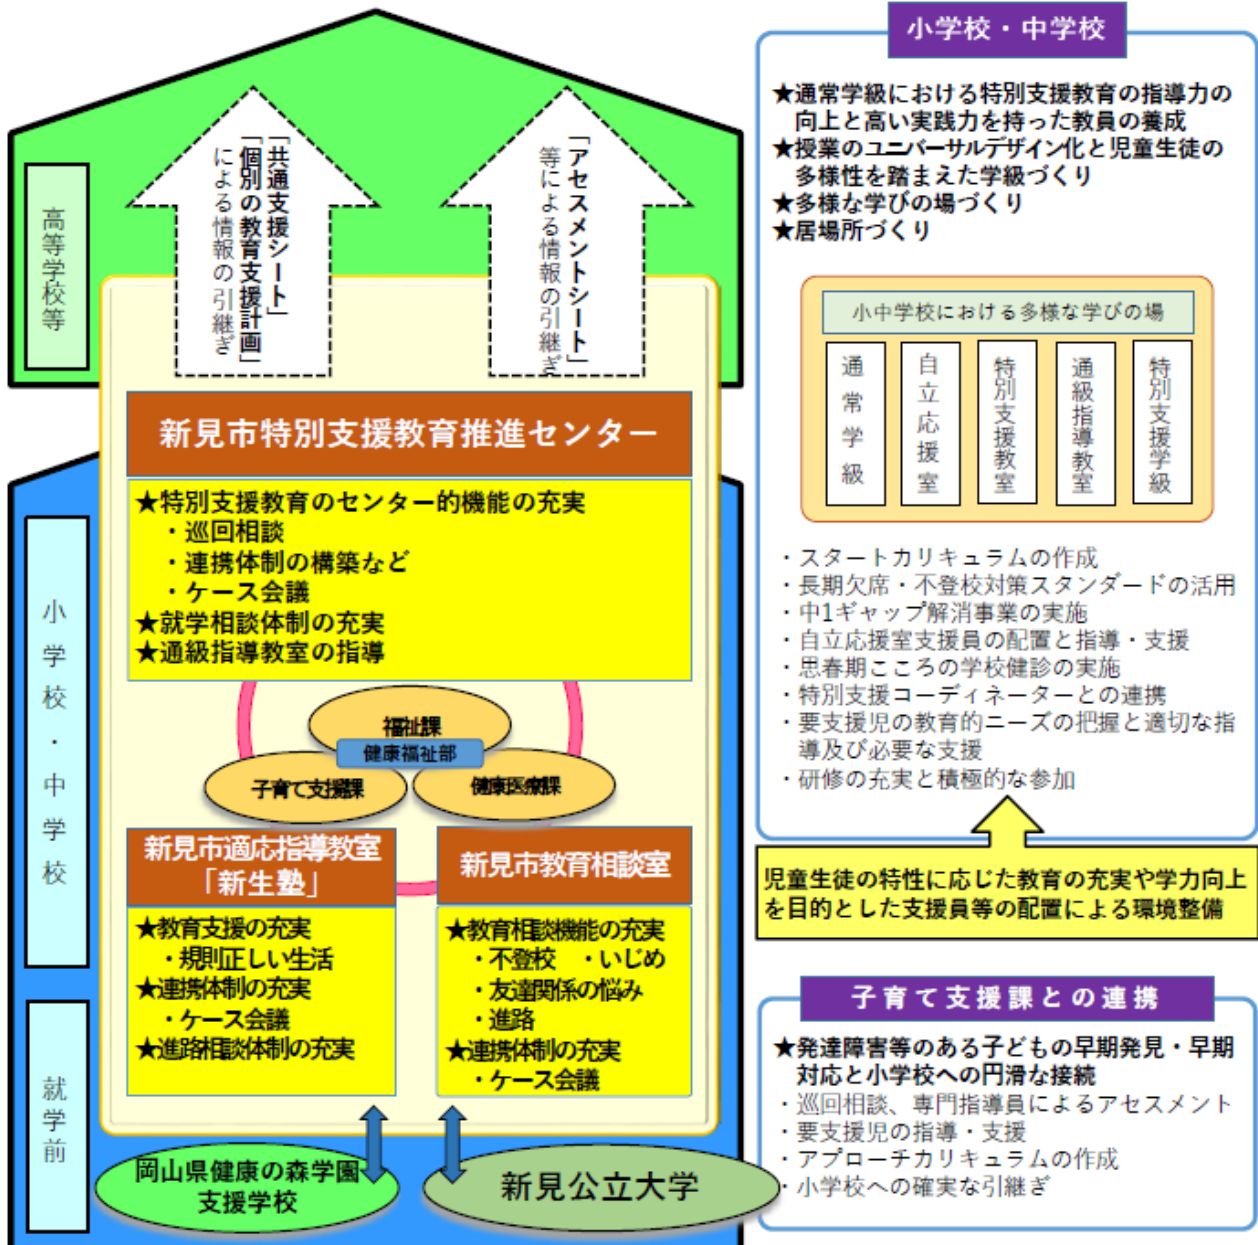 高等学校等
「共通支援シート」
「個別の教育支援計画」
による情報の引継ぎ
「アセスメントシート」
等による情報の引継ぎ
新見市特別支援教育推進センター
★特別支援教育のセンター的機能の充実
・巡回相談
・連携体制の構築など
・ケース会議
★就学相談体制の充実
★通級指導教室の指導
福祉課
健康福祉部
子育て支援課
健康医療課
小学校・中学校
新見市適応指導教室
「新生塾」
★教育支援の充実
・規則正しい生活
★連携体制の充実
・ケース会議
★進路相談体制の充実
新見市教育相談室
★教育相談機能の充実
・不登校 ・いじめ
・友達関係の悩み
・進路
★連携体制の充実
・ケース会議
就学前
岡山県健康の森学園
支援学校
新見公立大学
小学校・中学校
★通常学級における特別支援教育の指導力の
向上と高い実践力を持った教員の養成
★授業のユニバーサルデザイン化と児童生徒の
多様性を踏まえた学級づくり
★多様な学びの場づくり
★居場所づくり
小中学校における多様な学びの場
通常学級
自立応援室
特別支援教室
通級指導教室
特別支援学級
・スタートカリキュラムの作成
・長期欠席・不登校対策スタンダードの活用
・中1ギャップ解消事業の実施
・自立応援室支援員の配置と指導・支援
・思春期こころの学校健診の実施
・特別支援コーディネーターとの連携
・要支援児の教育的ニーズの把握と適切な指
導及び必要な支援
・研修の充実と積極的な参加
児童生徒の特性に応じた教育の充実や学力向上
を目的とした支援員等の配置による環境整備
子育て支援課との連携
★発達障害等のある子どもの早期発見・早期
対応と小学校への円滑な接続
・巡回相談、専門指導員によるアセスメント
・要支援児の指導・支援
・アプローチカリキュラムの作成
・小学校への確実な引継ぎ